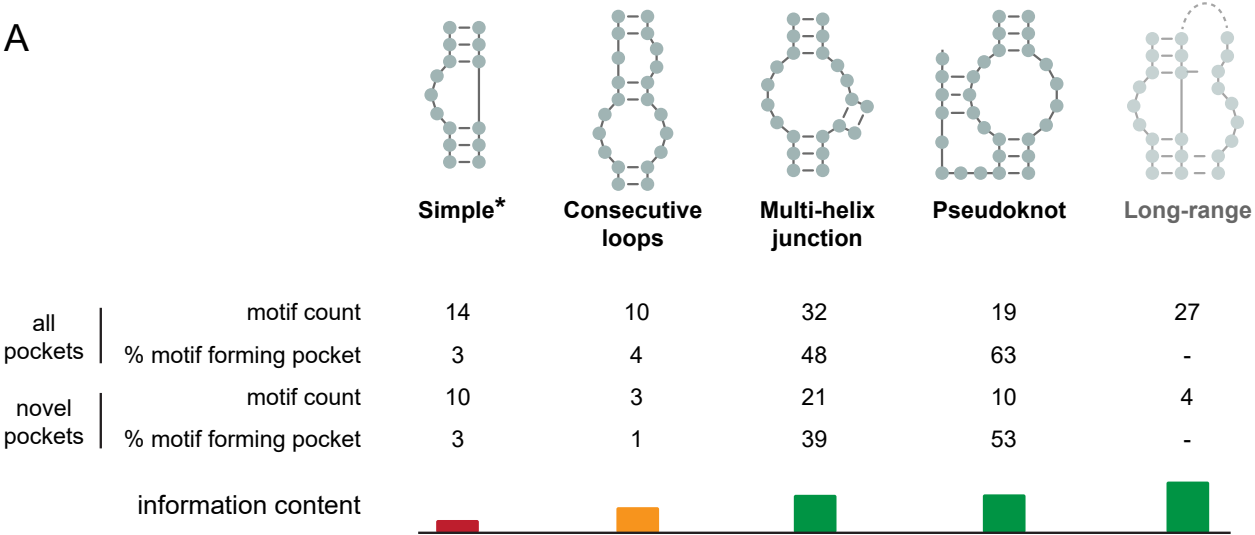 A
Simple*
Consecutive
loops
Multi-helix
junction
Pseudoknot
Long-range
all
pockets
motif count 14 10 32 19 27
% motif forming pocket 3 4 48 63 -
novel
pockets
motif count 10 3 21 10 4
% motif forming pocket 3 1 39 53 -
information content